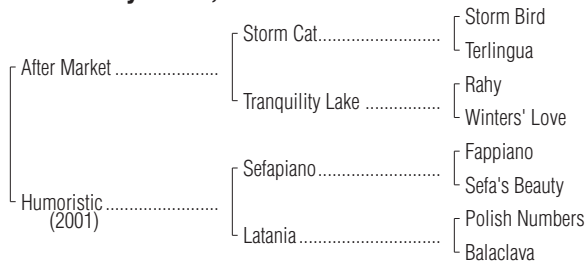 Storm Bird
Storm Cat
Terlingua
After Market
Rahy
Tranquility Lake
Winters' Love
Fappiano
Sefapiano
Sefa's Beauty
Humoristic
(2001)
Polish Numbers
Latania
Balaclava